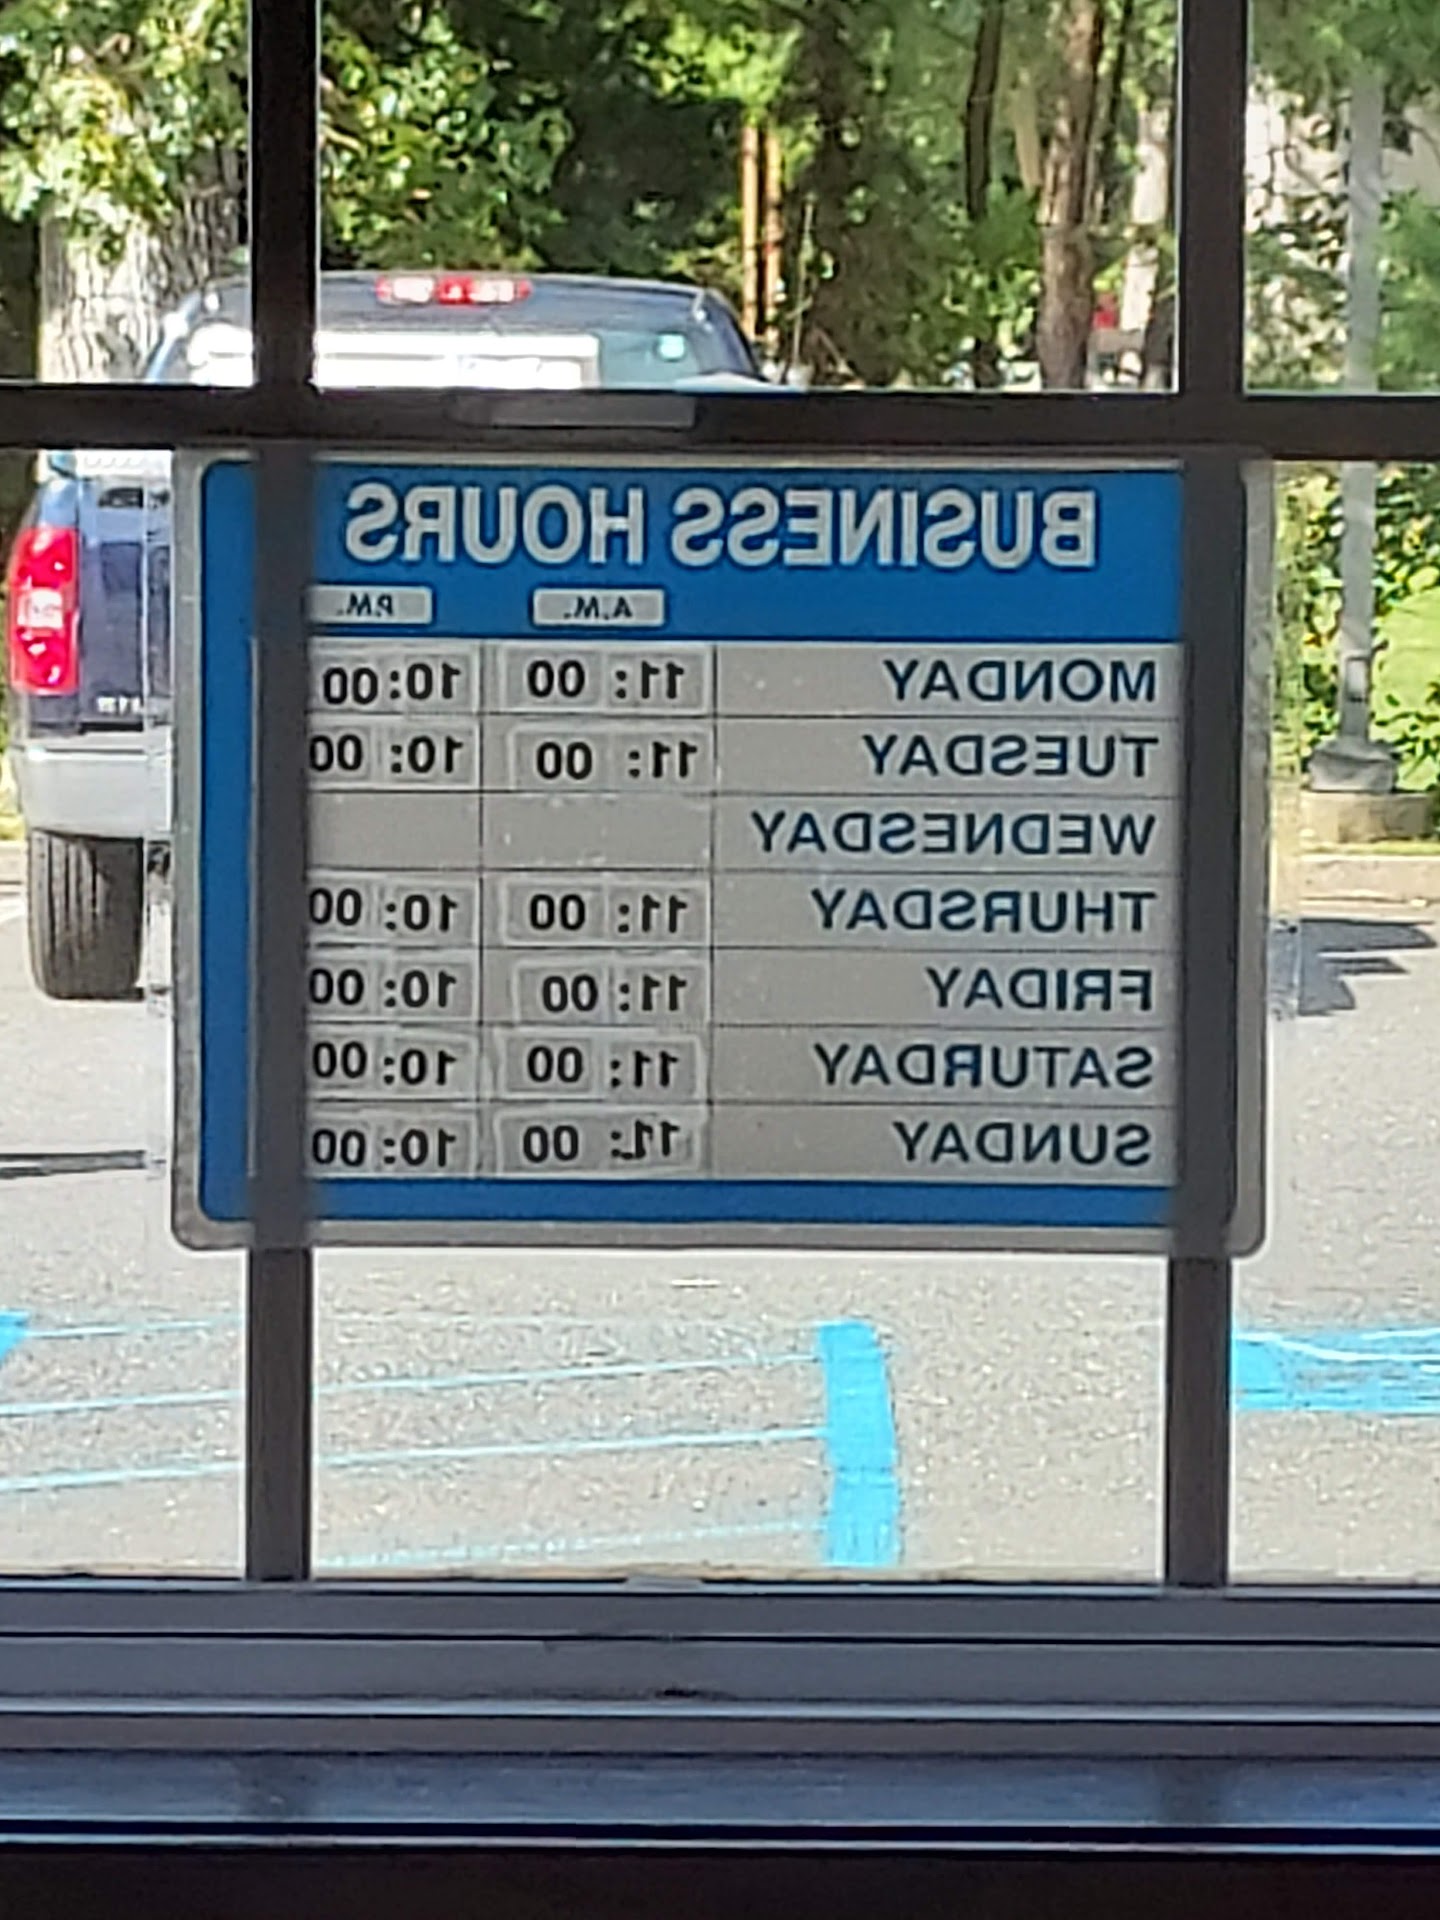 BUSINESS HOURS
A.M. P.M.
MONDAY 11:00 10:00
TUESDAY 11:00 10:00
WEDNESDAY
THURSDAY 11:00 10:00
FRIDAY 11:00 10:00
SATURDAY 11:00 10:00
SUNDAY 11:00 10:00